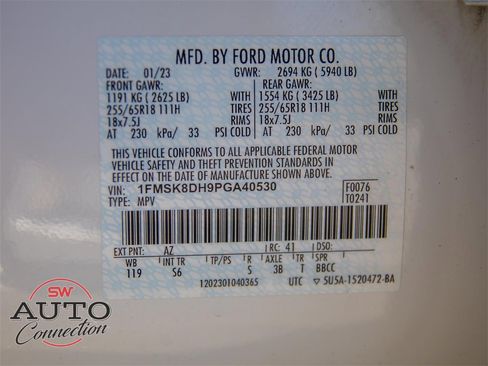 MFD. BY FORD MOTOR CO.
DATE: 01/23 GVWR: 2694 KG ( 5940 LB)
FRONT GAWR: REAR GAWR:
1191 KG ( 2625 LB) WITH 1554 KG ( 3425 LB) WITH
255/65R18 111H TIRES 255/65R18 111H TIRES
18x7.5J RIMS 18x7.5J RIMS
AT 230 kPa/ 33 PSI COLD AT 230 kPa/ 33 PSI COLD
THIS VEHICLE CONFORMS TO ALL APPLICABLE FEDERAL MOTOR
VEHICLE SAFETY AND THEFT PREVENTION STANDARDS IN
EFFECT ON THE DATE OF MANUFACTURE SHOWN ABOVE.
VIN: 1FMSK8DH9PGA40530 F0076
TYPE: MPV T0241
EXT PNT: AZ RC: 41 DSO:
WB INT TR TP/PS R AXLE TR SPR
119 S6 S 3B T BBCC
1202301040365 UTC 5U5A-1520472-BA
SW
AUTO
Connection